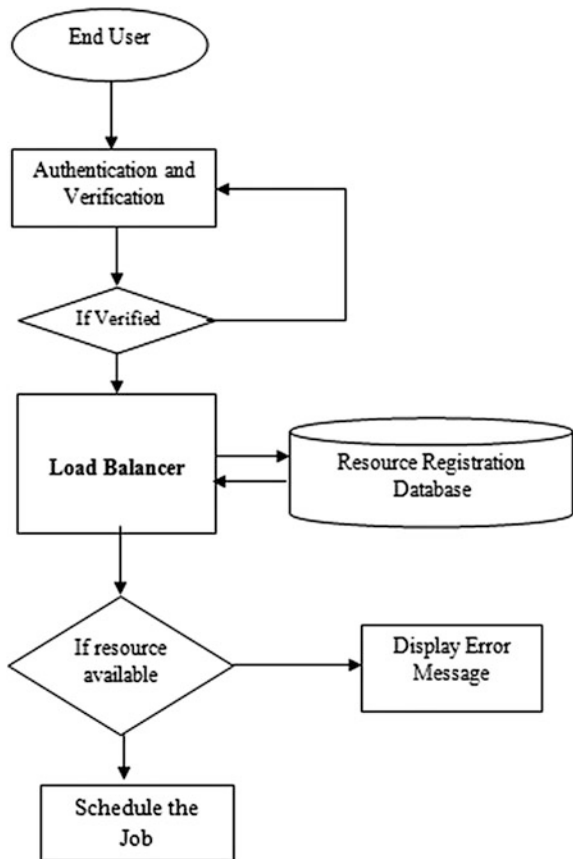 End User
Authentication and
Verification
If Verified
Load Balancer
Resource Registration
Database
If resource
available
Display Error
Message
Schedule the
Job